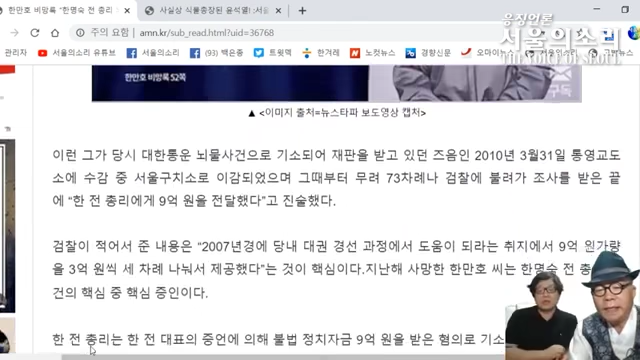 한만호 비망록 "한명숙 전 총리
사실상 식물총장된 윤석열! :서울
주의 요함
amn.kr/sub_read.html?uid=36768
서울의소리
(93) 백은종
트윗덱
한겨레
노컷뉴스
경향신문
한만호 비망록 52쪽
구독
응징언론
서울의소리
▲ <이미지 출처=뉴스타파 보도영상 캡처>
이런 그가 당시 대한통운 뇌물사건으로 기소되어 재판을 받고 있던 즈음인 2010년 3월31일 통영교도
소에 수감 중 서울구치소로 이감되었으며 그때부터 무려 73차례나 검찰에 불려가 조사를 받은 끝
에 "한 전 총리에게 9억 원을 전달했다"고 진술했다.
검찰이 적어서 준 내용은 "2007년경에 당내 대권 경선 과정에서 도움이 되라는 취지에서 9억 원가량
을 3억 원씩 세 차례 나눠서 제공했다"는 것이 핵심이다.지난해 사망한 한만호 씨는 한명숙 전 총
건의 핵심 중 핵심 증인이다.
한 전 총리는 한 전 대표의 증언에 의해 불법 정치자금 9억 원을 받은 혐의로 기소